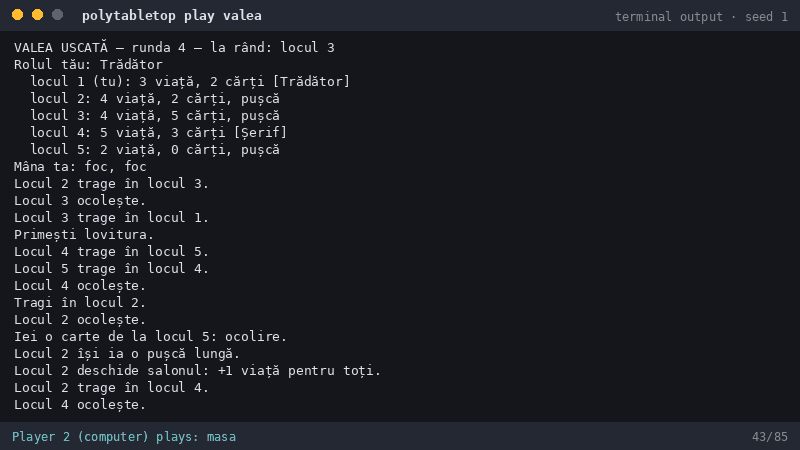 polytabletop play valea
terminal output · seed 1
VALEA USCATĂ — runda 4 — la rând: locul 3
Rolul tău: Trădător
locul 1 (tu): 3 viață, 2 cărți [Trădător]
locul 2: 4 viață, 2 cărți, pușcă
locul 3: 4 viață, 5 cărți, pușcă
locul 4: 5 viață, 3 cărți [Șerif]
locul 5: 2 viață, 0 cărți, pușcă
Mâna ta: foc, foc
Locul 2 trage în locul 3.
Locul 3 ocolește.
Locul 3 trage în locul 1.
Primești lovitura.
Locul 4 trage în locul 5.
Locul 5 trage în locul 4.
Locul 4 ocolește.
Tragi în locul 2.
Locul 2 ocolește.
Iei o carte de la locul 5: ocolire.
Locul 2 își ia o pușcă lungă.
Locul 2 deschide salonul: +1 viață pentru toți.
Locul 2 trage în locul 4.
Locul 4 ocolește.
Player 2 (computer) plays: masa
43/85